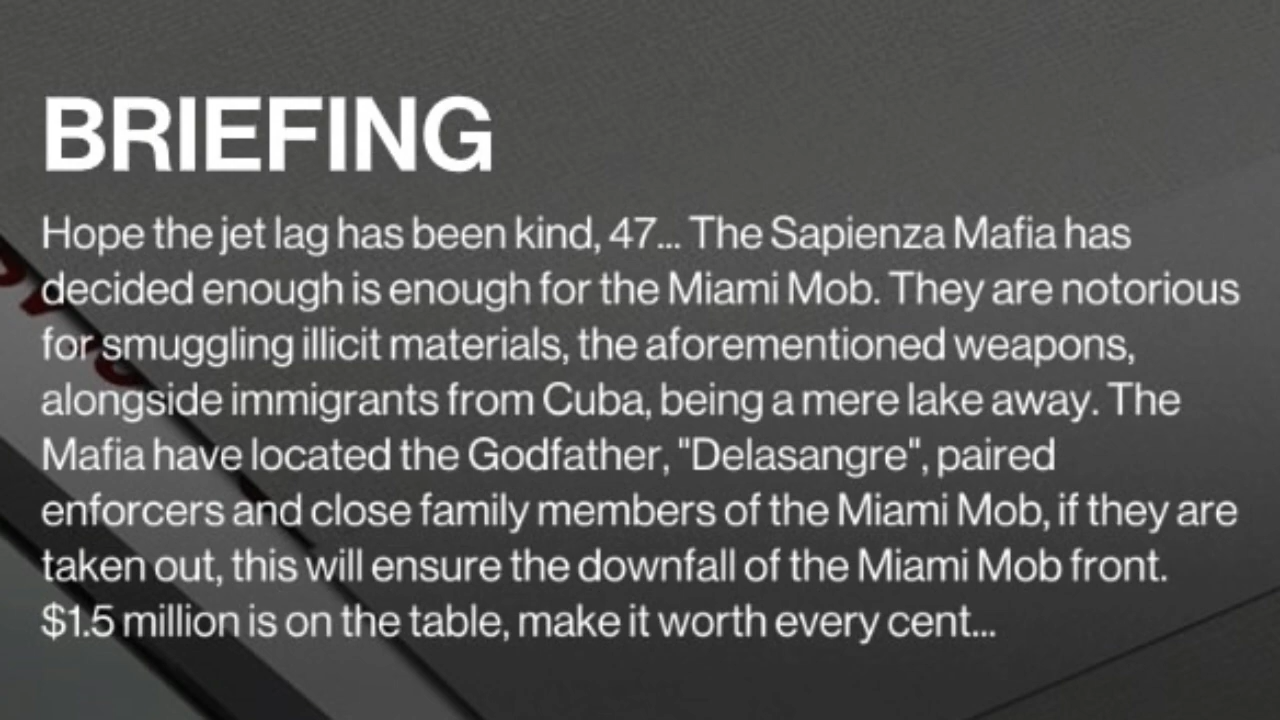 BRIEFING
Hope the jet lag has been kind, 47... The Sapienza Mafia has
decided enough is enough for the Miami Mob. They are notorious
for smuggling illicit materials, the aforementioned weapons,
alongside immigrants from Cuba, being a mere lake away. The
Mafia have located the Godfather, "Delasangre", paired
enforcers and close family members of the Miami Mob, if they are
taken out, this will ensure the downfall of the Miami Mob front.
$1.5 million is on the table, make it worth every cent...